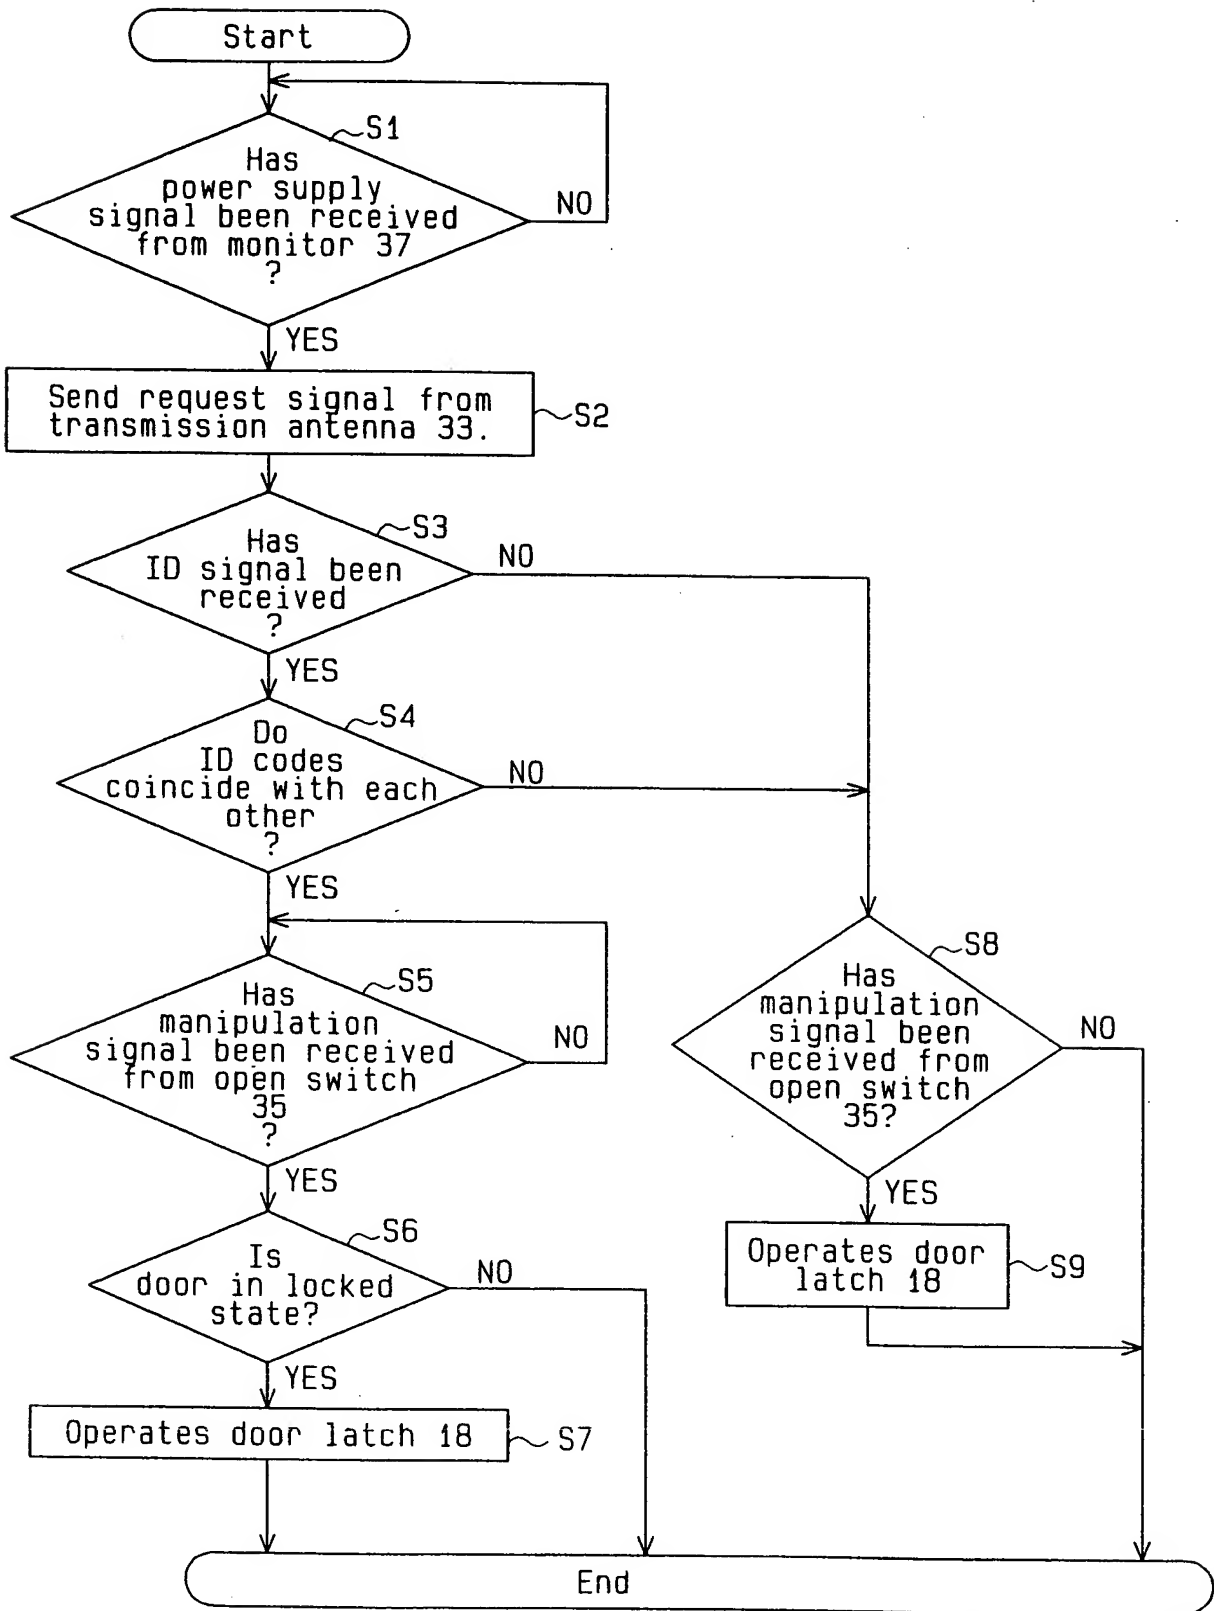 Start
S1
Has
power supply
signal been received
from monitor 37
?
NO
YES
Send request signal from
transmission antenna 33.
S2
S3
Has
ID signal been
received
?
NO
YES
S4
Do
ID codes
coincide with each
other
?
NO
YES
S5
Has
manipulation
signal been received
from open switch
35
?
NO
YES
S8
Has
manipulation
signal been
received from
open switch
35?
NO
YES
S6
Is
door in locked
state?
NO
YES
Operates door
latch 18
S9
Operates door latch 18
S7
End